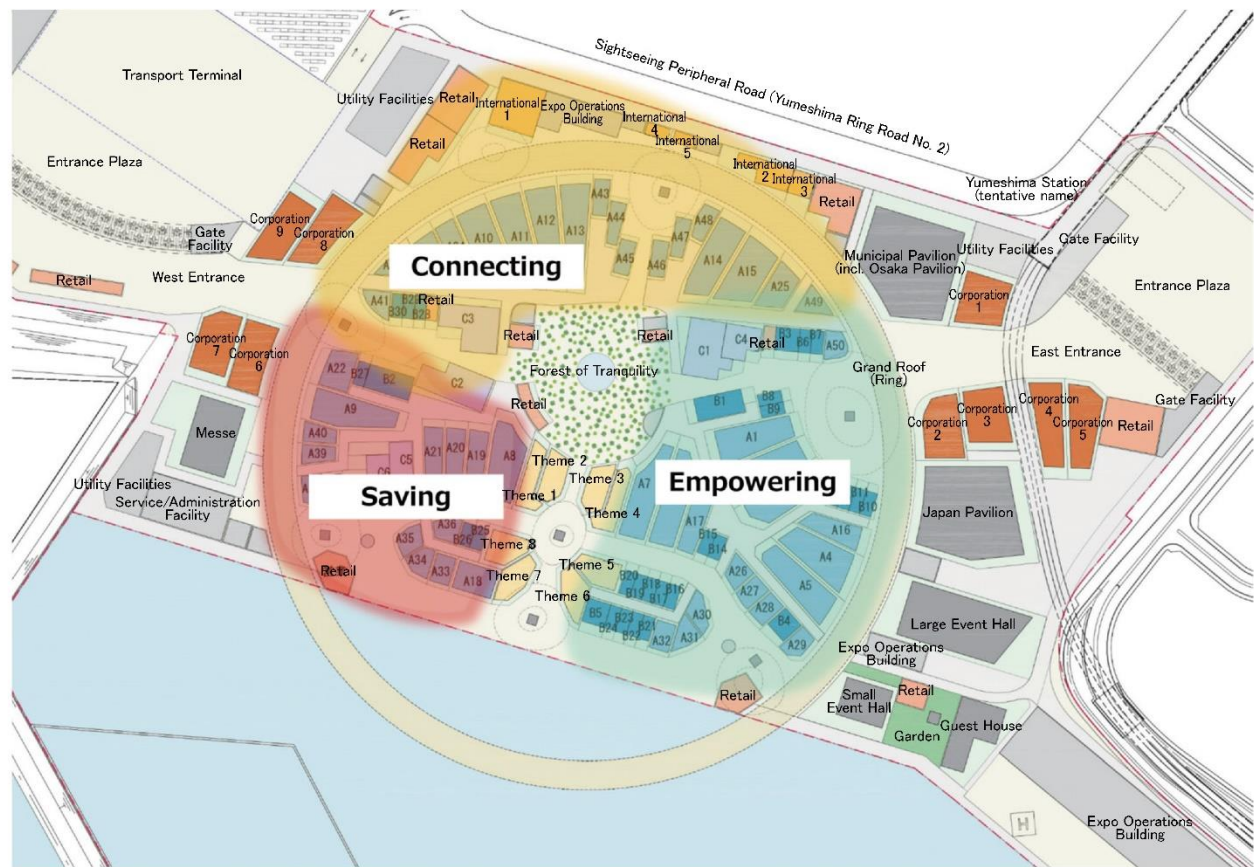 Sightseeing Peripheral Road (Yumeshima Ring Road No. 2)
Transport Terminal
Utility Facilities
Retail
International
1
Expo Operations
Building
International
4
International
5
Retail
International
2
International
3
Retail
Entrance Plaza
Yumeshima Station
(tentative name)
Gate
Facility
Corporation
9
Corporation
8
West Entrance
Retail
Municipal Pavilion
(incl. Osaka Pavilion)
Utility Facilities
Gate Facility
Corporation
1
Entrance Plaza
East Entrance
Gate Facility
A10
A11
A12
A13
A43
A44
A45
A46
A47
A48
A14
A15
A25
A49
Connecting
A41
B30
B29
B28
Retail
C3
Retail
Retail
C1
C4
Retail
B3
B6
B7
A50
Grand Roof
(Ring)
Forest of Tranquility
Corporation
7
Corporation
6
A22
B27
B2
C2
Retail
A9
B1
B8
B9
A1
Corporation
2
Corporation
3
Corporation
4
Corporation
5
Retail
Messe
A40
A39
C5
C6
A21
A20
A19
A8
Theme 2
Theme 3
Theme 1
Theme 4
A7
Saving
Empowering
Utility Facilities
Service/Administration
Facility
A36
B25
B26
A35
A34
A33
A18
Theme 8
Theme 7
Theme 5
Theme 6
A17
B15
B14
B11
B10
A16
A4
A5
A26
A27
A28
B4
A29
B20
B18
B16
B19
B17
B5
B23
B21
B24
B22
A32
A31
A30
Japan Pavilion
Retail
Retail
Large Event Hall
Expo Operations
Building
Small
Event Hall
Retail
Guest House
Garden
H
Expo Operations
Building